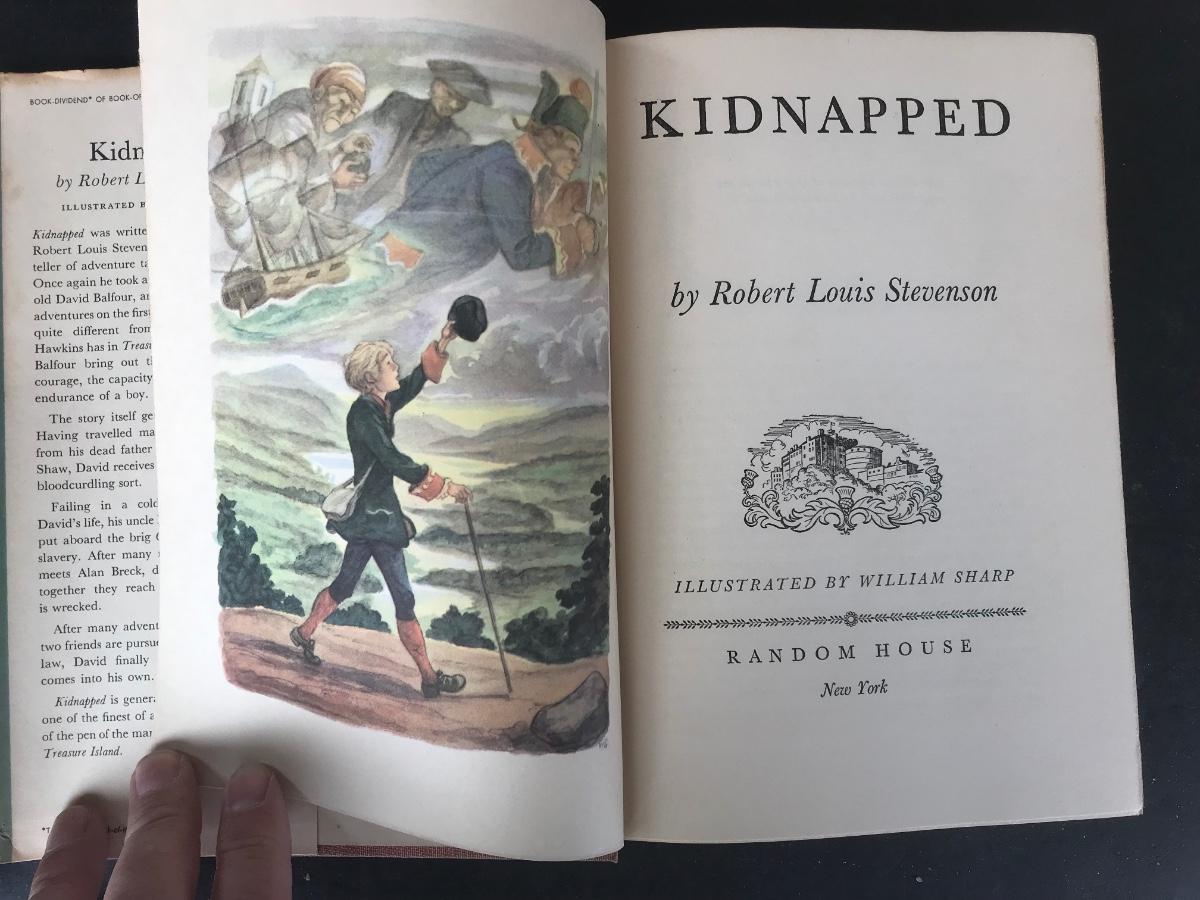 BOOK-DIVIDEND* OF BOOK-OF
Kidn
by Robert L
ILLUSTRATED B
Kidnapped was writte
Robert Louis Steven
teller of adventure ta
Once again he took a
old David Balfour, an
adventures on the first
quite different from
Hawkins has in Treas
Balfour bring out t
courage, the capacity
endurance of a boy.
The story itself ge
Having travelled ma
from his dead father
Shaw, David receives
bloodcurdling sort.
Failing in a cold
David's life, his uncle
put aboard the brig
slavery. After many
meets Alan Breck, d
together they reach
is wrecked.
After many advent
two friends are pursue
law, David finally
comes into his own.
Kidnapped is genera
one of the finest of a
of the pen of the mar
Treasure Island.
KIDNAPPED
by Robert Louis Stevenson
ILLUSTRATED BY WILLIAM SHARP
RANDOM HOUSE
New York